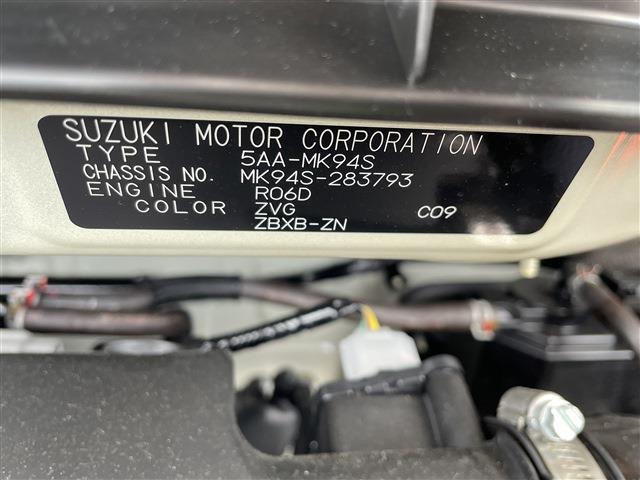 SUZUKI MOTOR CORPORATION
TYPE 5AA-MK94S
CHASSIS NO. MK94S-283793
ENGINE R06D
COLOR ZVG C09
ZBXB-ZN